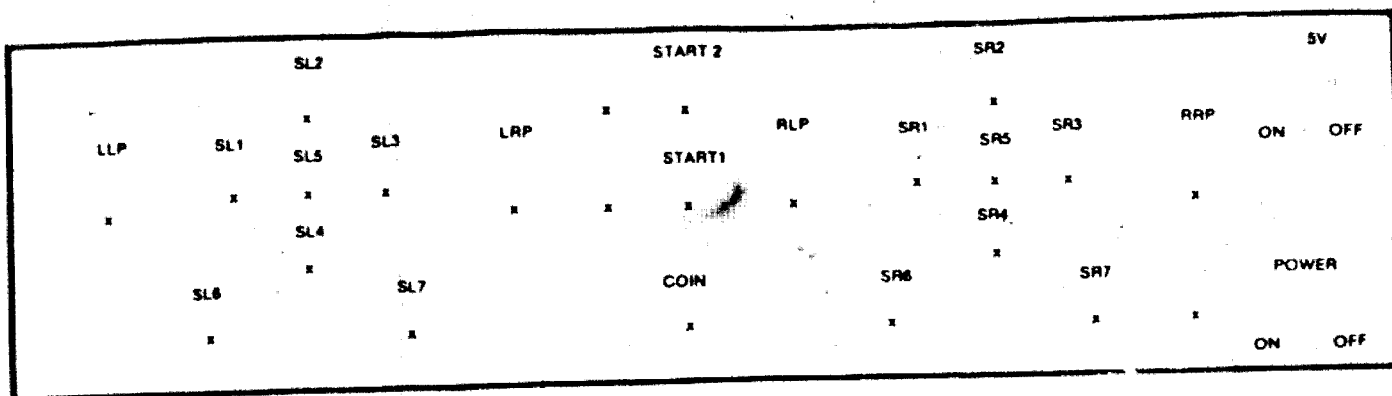 SL2 START 2 SR2 5V
LLP SL1 SL5 SL3 LRP RLP SR1 SR5 SR3 RRP ON OFF
START1
SL4 SR4
SL6 SL7 COIN SR6 SR7 POWER
ON OFF